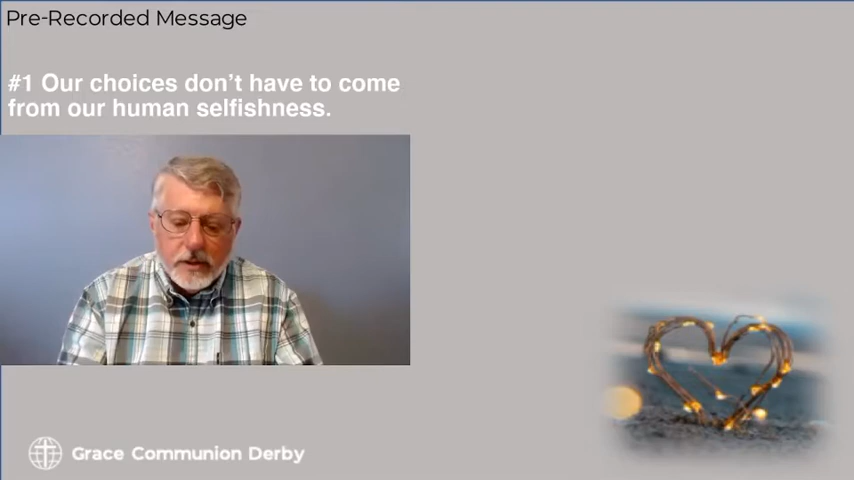 Pre-Recorded Message
#1 Our choices don’t have to come
from our human selfishness.
Grace Communion Derby